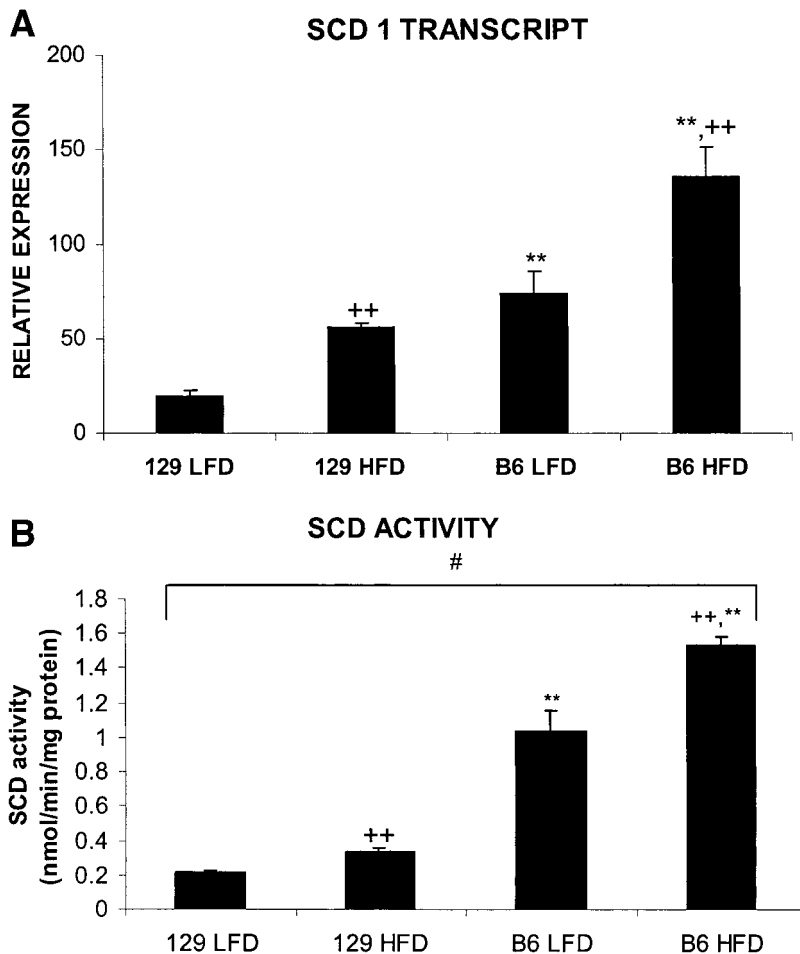 A
SCD 1 TRANSCRIPT
RELATIVE EXPRESSION
200
150
100
50
0
++
**
**,++
129 LFD 129 HFD B6 LFD B6 HFD
B
SCD ACTIVITY
#
SCD activity
(nmol/min/mg protein)
1.8
1.6
1.4
1.2
1
0.8
0.6
0.4
0.2
0
++
**
++,**
129 LFD 129 HFD B6 LFD B6 HFD